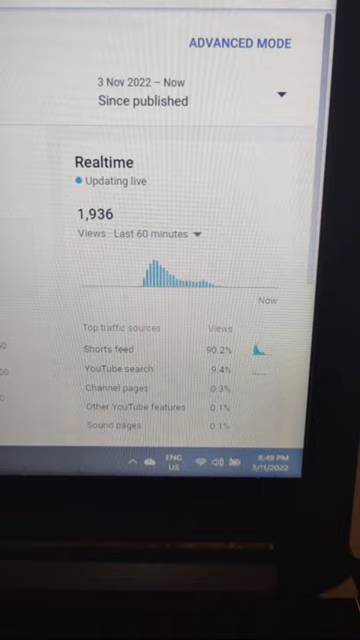 ADVANCED MODE
3 Nov 2022 – Now
Since published
Realtime
Updating live
1,936
Views · Last 60 minutes
Now
Top traffic sources Views
Shorts feed 90.2%
YouTube search 9.4%
Channel pages 0.3%
Other YouTube features 0.1%
Sound pages 0.1%
ENG
US
8:49 PM
3/11/2022